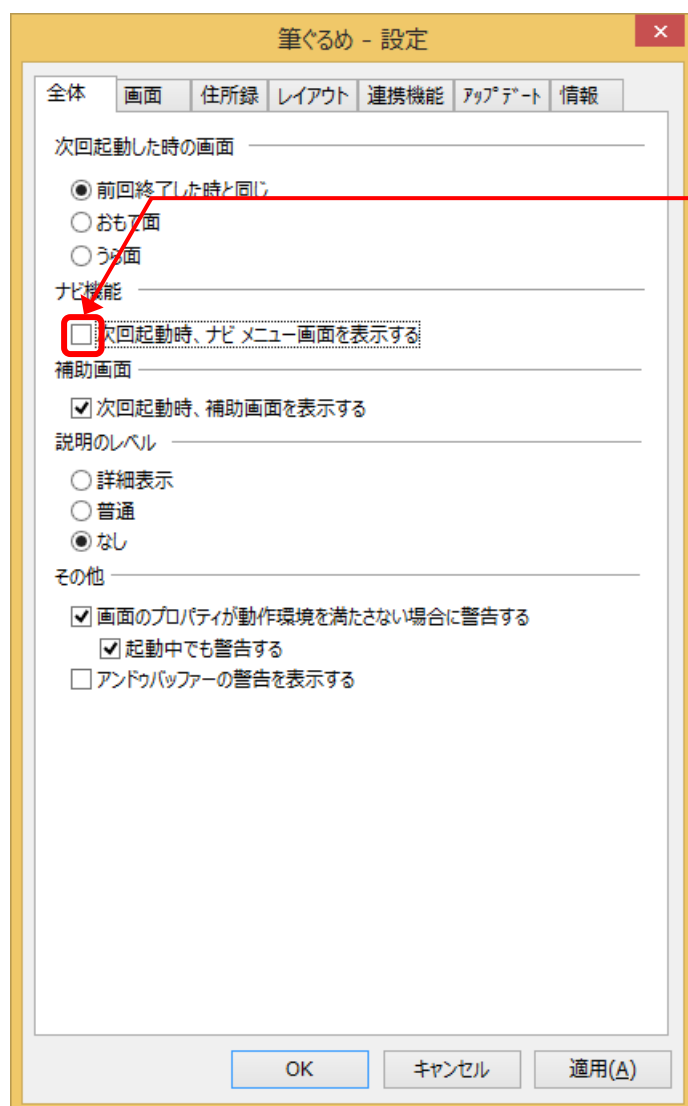 筆ぐるめ - 設定
全体 画面 住所録 レイアウト 連携機能 ｱｯﾌﾟﾃﾞｰﾄ 情報
次回起動した時の画面
前回終了した時と同じ
おもて面
うら面
ナビ機能
次回起動時、ナビ メニュー画面を表示する
補助画面
次回起動時、補助画面を表示する
説明のレベル
詳細表示
普通
なし
その他
画面のプロパティが動作環境を満たさない場合に警告する
起動中でも警告する
アンドゥバッファーの警告を表示する
OK キャンセル 適用(A)